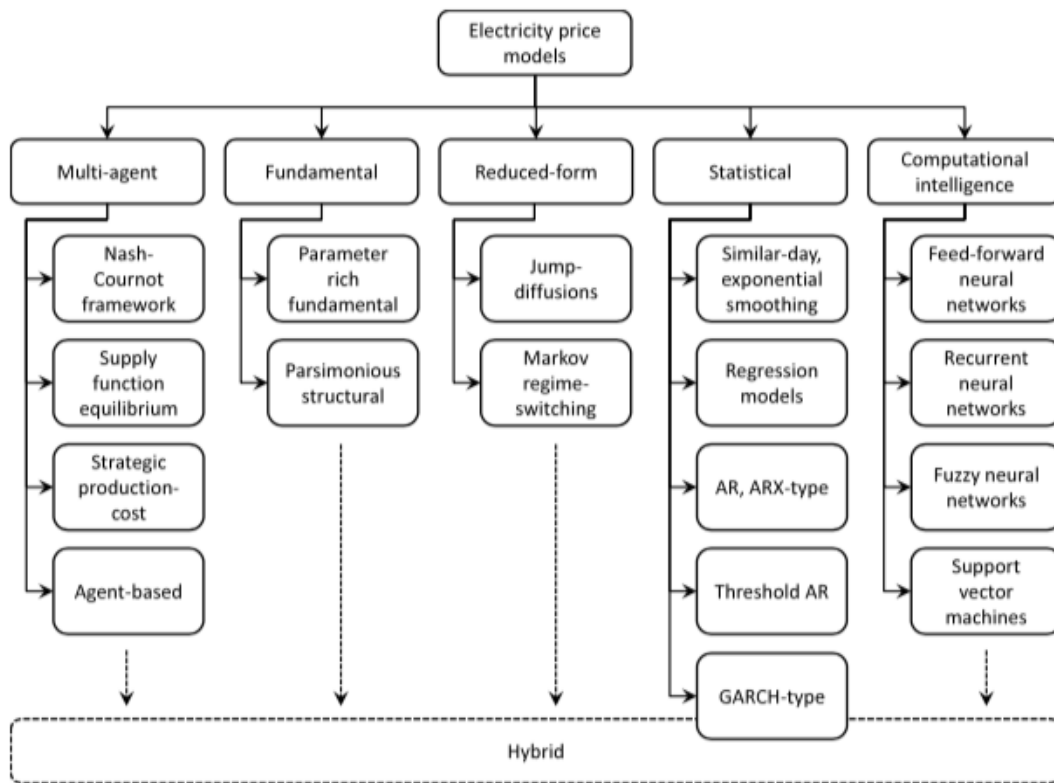 Electricity price
models
Multi-agent
Fundamental
Reduced-form
Statistical
Computational
intelligence
Nash-
Cournot
framework
Supply
function
equilibrium
Strategic
production-
cost
Agent-based
Parameter
rich
fundamental
Parsimonious
structural
Jump-
diffusions
Markov
regime-
switching
Similar-day,
exponential
smoothing
Regression
models
AR, ARX-type
Threshold AR
GARCH-type
Feed-forward
neural
networks
Recurrent
neural
networks
Fuzzy neural
networks
Support
vector
machines
Hybrid